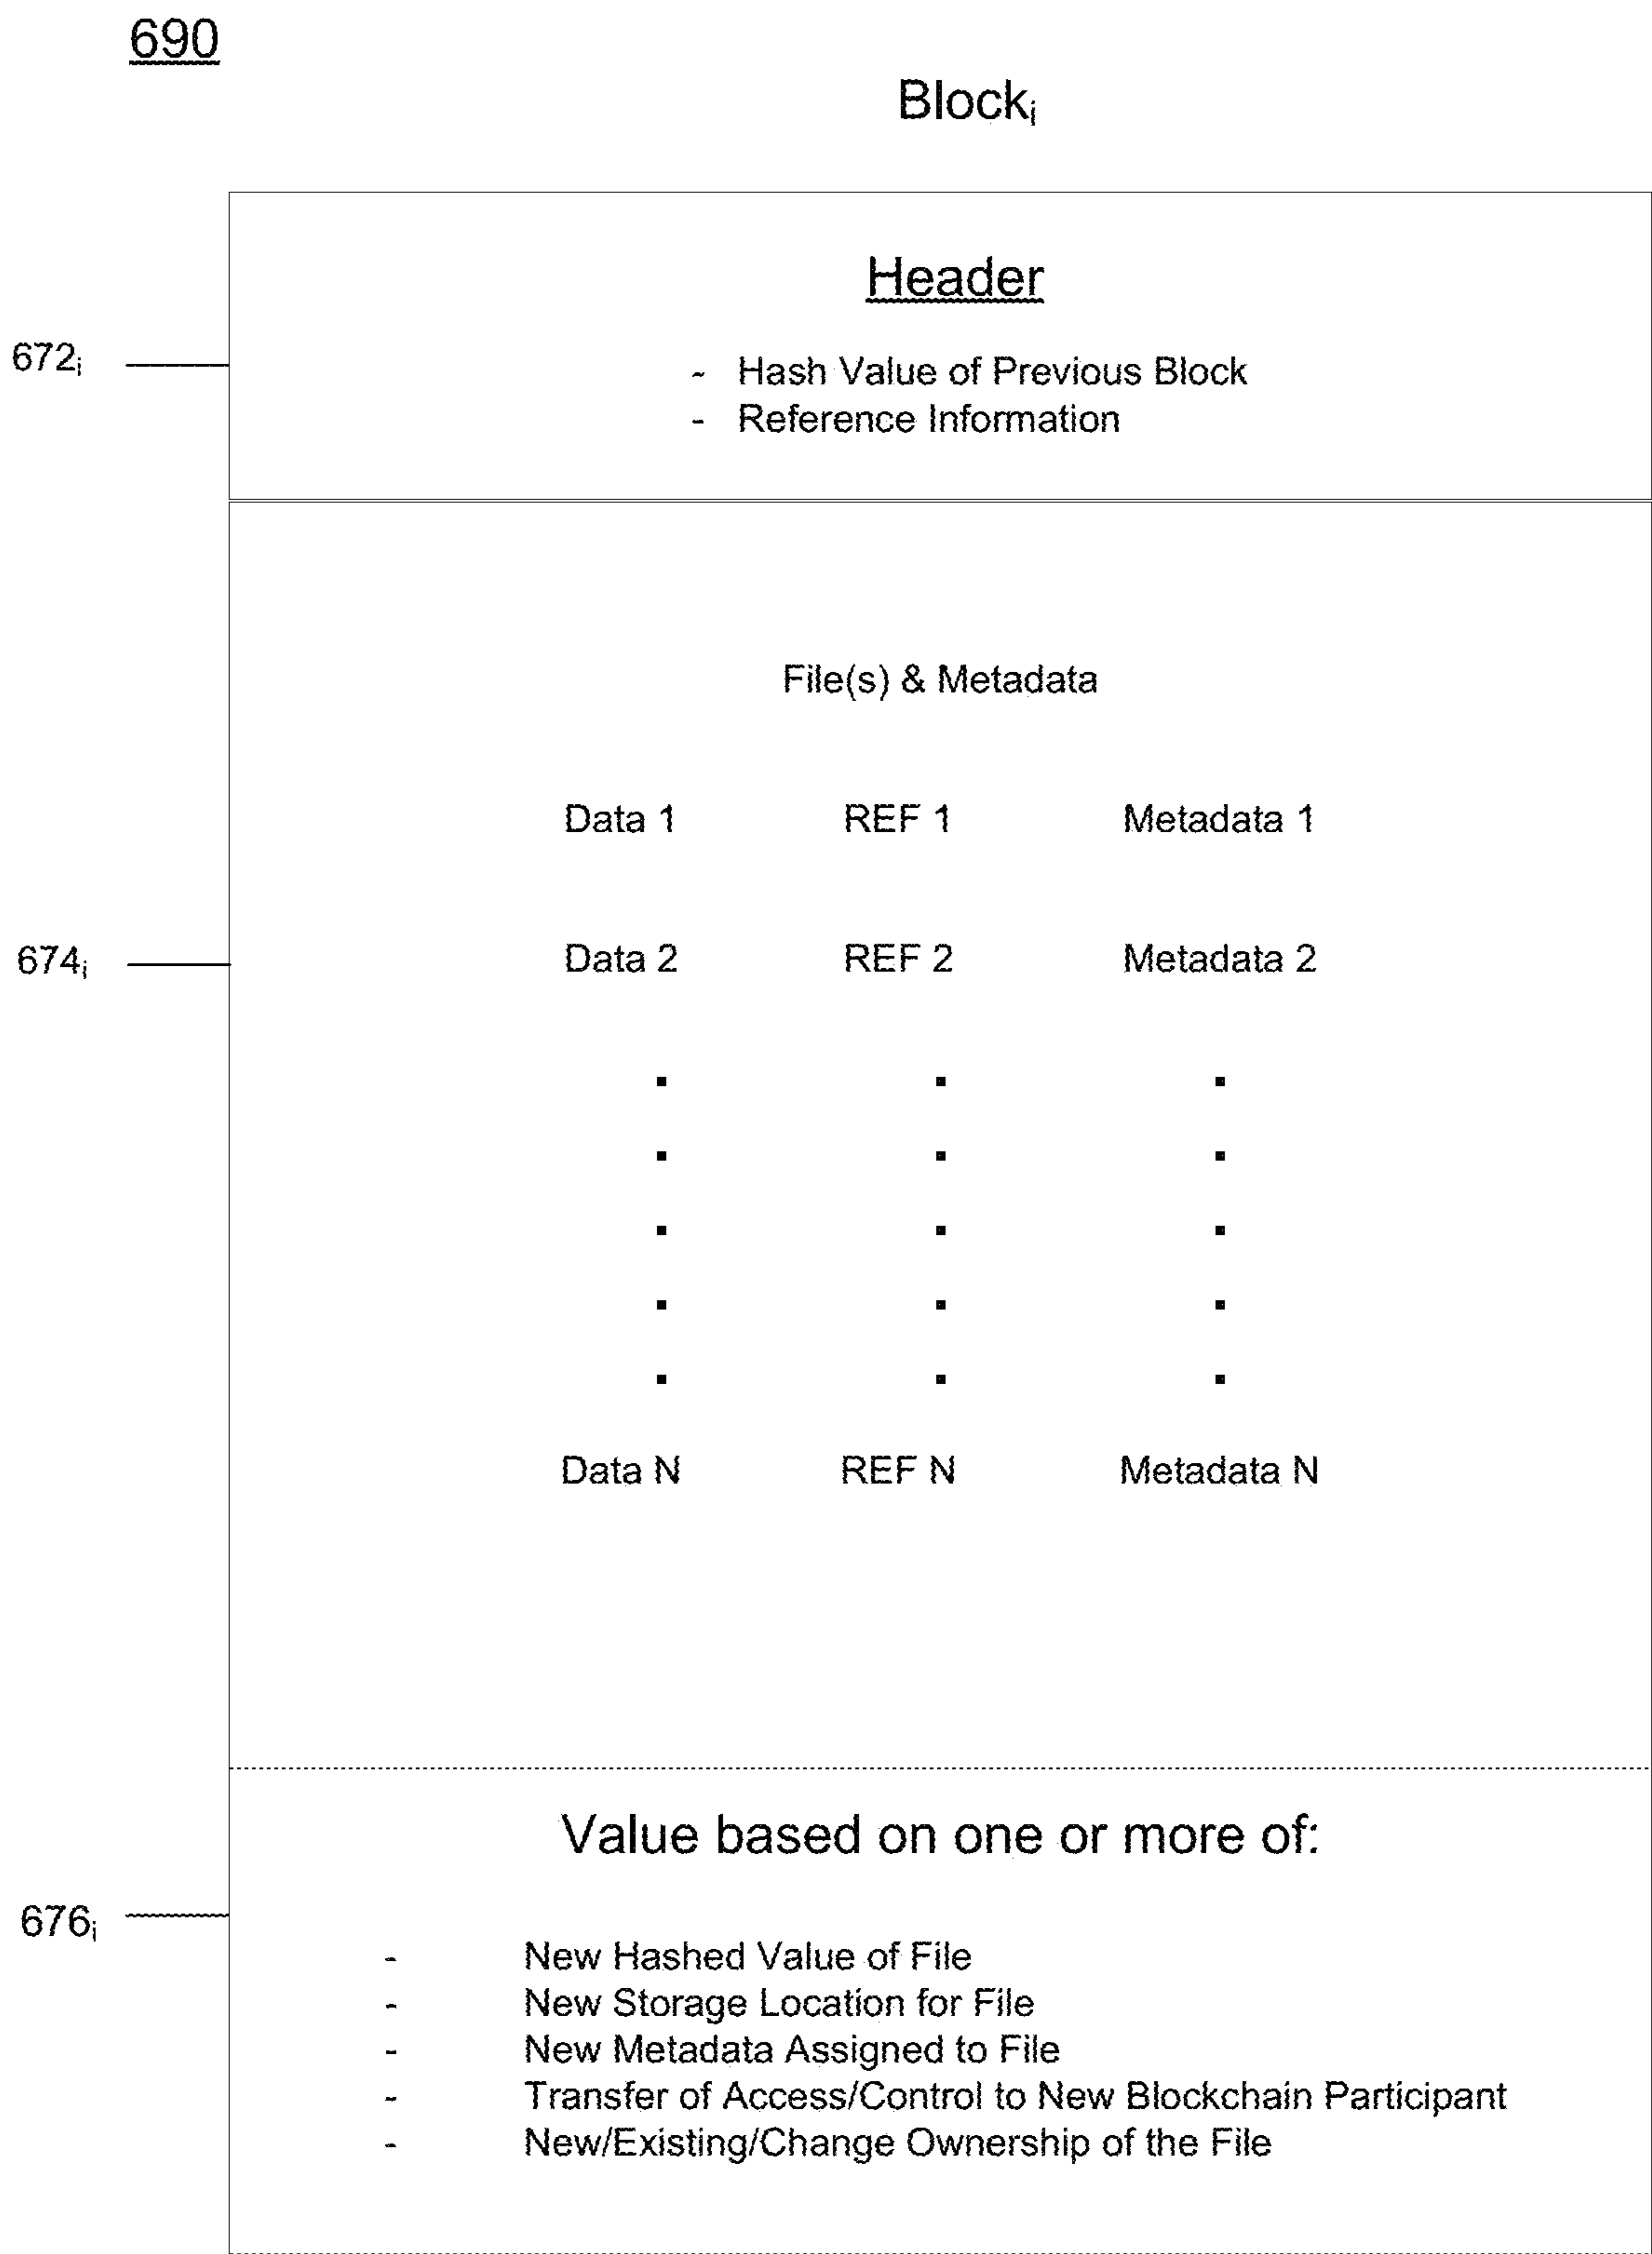 690
Blockᵢ
Header
672ᵢ
- Hash Value of Previous Block
- Reference Information
File(s) & Metadata
Data 1 REF 1 Metadata 1
674ᵢ Data 2 REF 2 Metadata 2
Data N REF N Metadata N
Value based on one or more of:
676ᵢ
- New Hashed Value of File
- New Storage Location for File
- New Metadata Assigned to File
- Transfer of Access/Control to New Blockchain Participant
- New/Existing/Change Ownership of the File